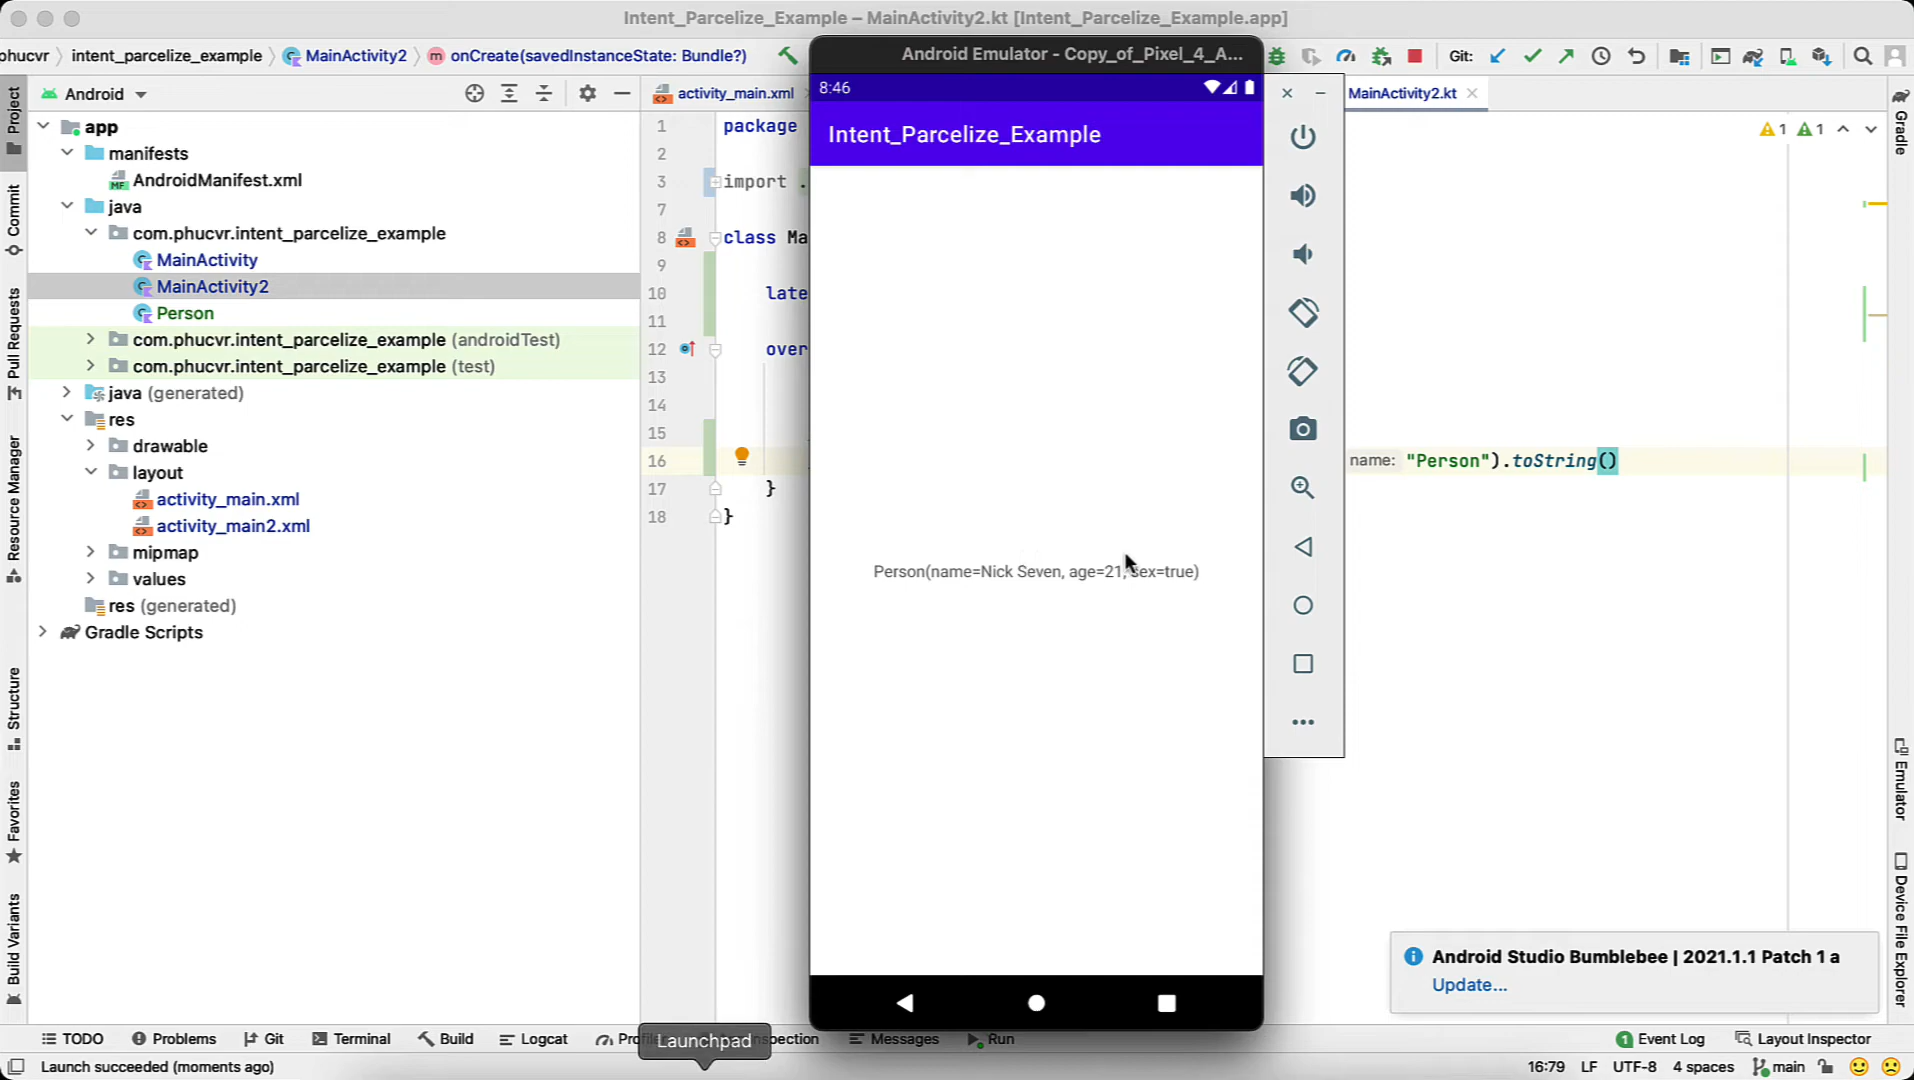 Intent_Parcelize_Example – MainActivity2.kt [Intent_Parcelize_Example.app]
phucvr
intent_parcelize_example
MainActivity2
onCreate(savedInstanceState: Bundle?)
Git:
Android Emulator - Copy_of_Pixel_4_A...
8:46
Intent_Parcelize_Example
Person(name=Nick Seven, age=21, sex=true)
Project
Commit
Pull Requests
Resource Manager
Structure
Favorites
Build Variants
Android
app
manifests
AndroidManifest.xml
java
com.phucvr.intent_parcelize_example
MainActivity
MainActivity2
Person
com.phucvr.intent_parcelize_example (androidTest)
com.phucvr.intent_parcelize_example (test)
java (generated)
res
drawable
layout
activity_main.xml
activity_main2.xml
mipmap
values
res (generated)
Gradle Scripts
activity_main.xml
MainActivity2.kt
1 package
2
3 import .
7
8 class Ma
9
10 late
11
12 over
13
14
15
16 name: "Person").toString()
17 }
18 }
1
1
Gradle
Emulator
Device File Explorer
Android Studio Bumblebee | 2021.1.1 Patch 1 a
Update...
TODO
Problems
Git
Terminal
Build
Logcat
Profile
Launchpad
spection
Messages
Run
1 Event Log
Layout Inspector
Launch succeeded (moments ago)
16:79
LF
UTF-8
4 spaces
main